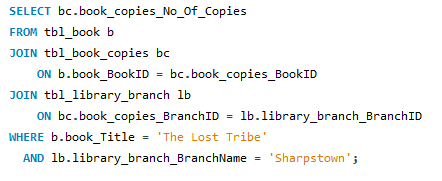 SELECT bc.book_copies_No_Of_Copies
FROM tbl_book b
JOIN tbl_book_copies bc
    ON b.book_BookID = bc.book_copies_BookID
JOIN tbl_library_branch lb
    ON bc.book_copies_BranchID = lb.library_branch_BranchID
WHERE b.book_Title = 'The Lost Tribe'
  AND lb.library_branch_BranchName = 'Sharpstown';